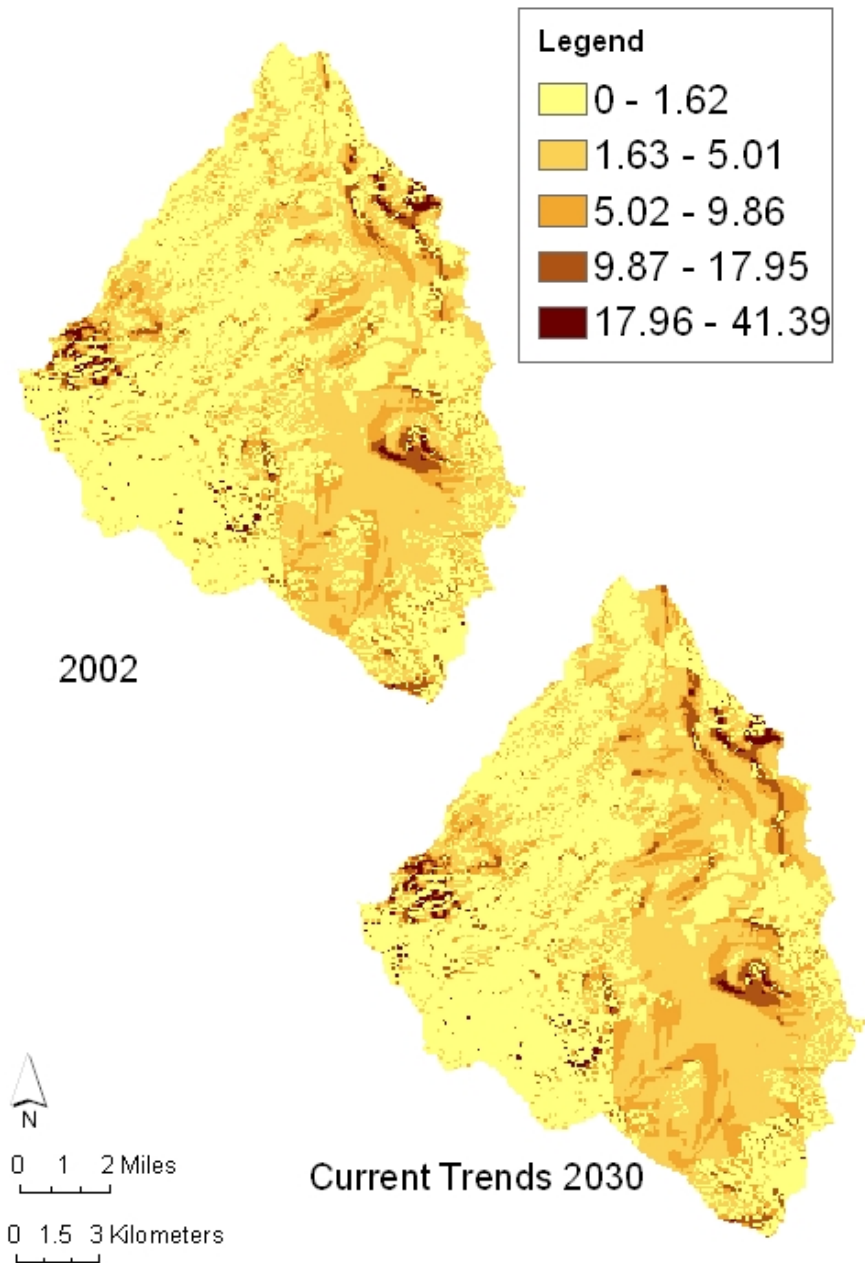 Legend
0 - 1.62
1.63 - 5.01
5.02 - 9.86
9.87 - 17.95
17.96 - 41.39
2002
Current Trends 2030
N
0 1 2 Miles
0 1.5 3 Kilometers